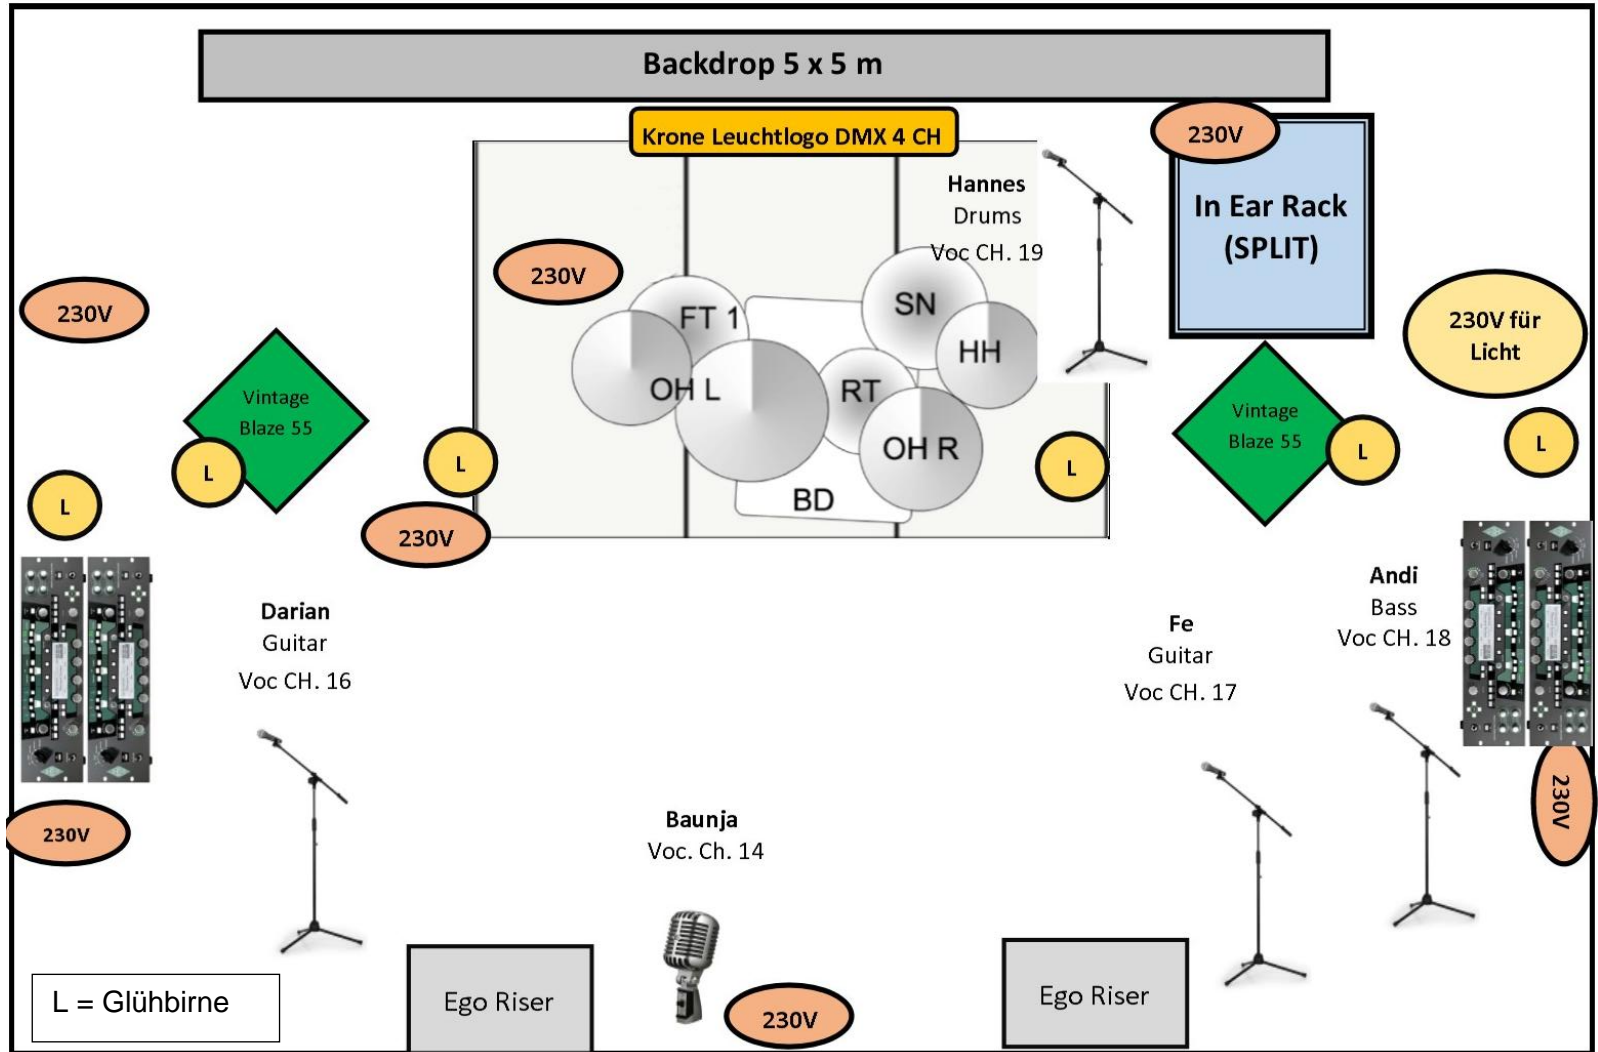 Backdrop 5 x 5 m
Krone Leuchtlogo DMX 4 CH
230V
Hannes
Drums
Voc CH. 19
In Ear Rack
(SPLIT)
230V
230V
230V für
Licht
FT 1
SN
HH
OH L
RT
OH R
BD
Vintage
Blaze 55
Vintage
Blaze 55
L
L
L
L
L
L
230V
Darian
Guitar
Voc CH. 16
Fe
Guitar
Voc CH. 17
Andi
Bass
Voc CH. 18
230V
230V
Baunja
Voc. Ch. 14
L = Glühbirne
Ego Riser
230V
Ego Riser